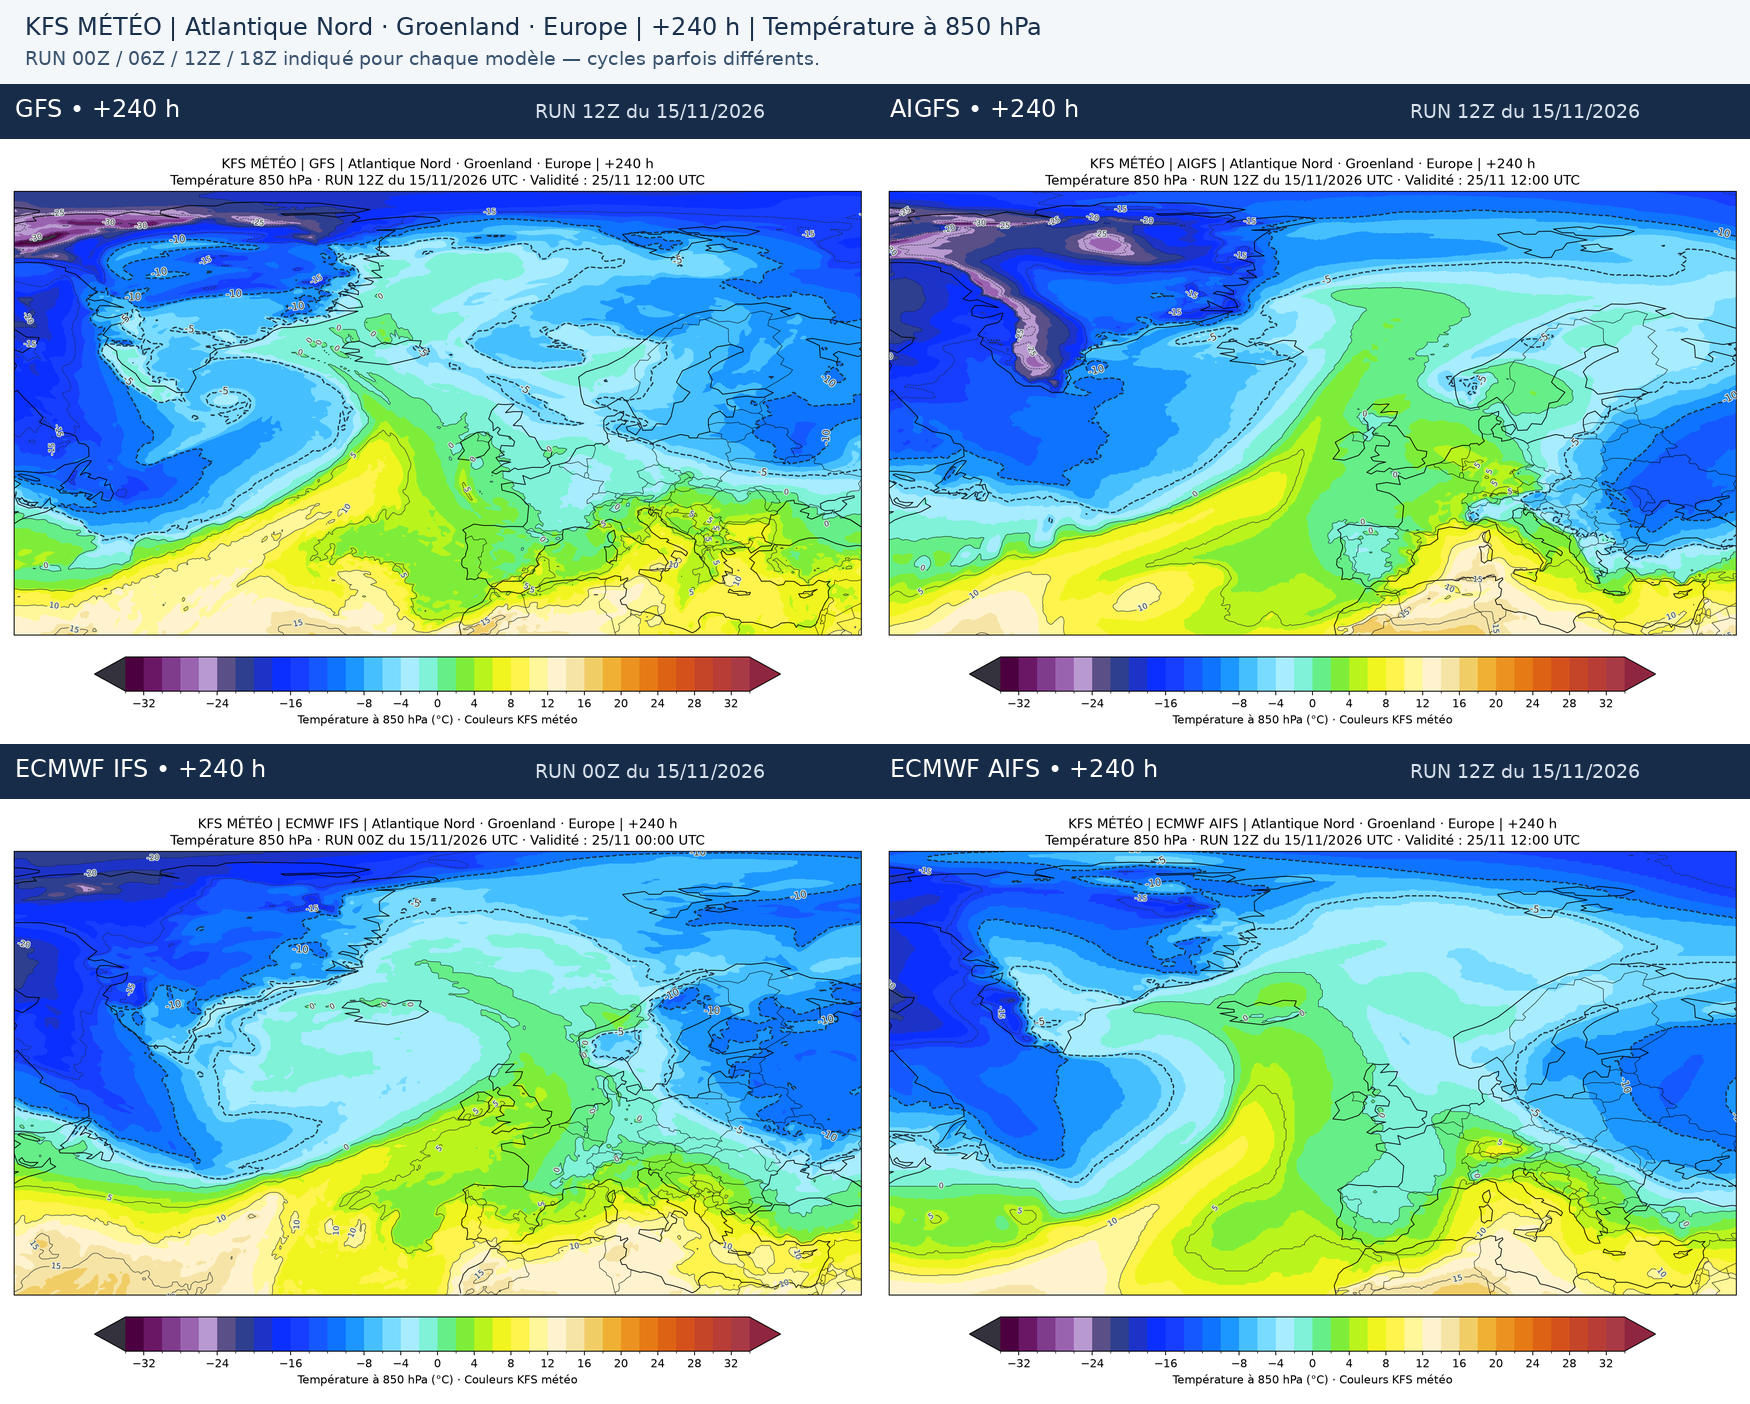 KFS MÉTÉO | Atlantique Nord · Groenland · Europe | +240 h | Température à 850 hPa
RUN 00Z / 06Z / 12Z / 18Z indiqué pour chaque modèle — cycles parfois différents.
GFS • +240 h
RUN 12Z du 15/11/2026
AIGFS • +240 h
RUN 12Z du 15/11/2026
KFS MÉTÉO | GFS | Atlantique Nord · Groenland · Europe | +240 h
Température 850 hPa · RUN 12Z du 15/11/2026 UTC · Validité : 25/11 12:00 UTC
KFS MÉTÉO | AIGFS | Atlantique Nord · Groenland · Europe | +240 h
Température 850 hPa · RUN 12Z du 15/11/2026 UTC · Validité : 25/11 12:00 UTC
−32 −24 −16 −8 −4 0 4 8 12 16 20 24 28 32
Température à 850 hPa (°C) · Couleurs KFS météo
−32 −24 −16 −8 −4 0 4 8 12 16 20 24 28 32
Température à 850 hPa (°C) · Couleurs KFS météo
ECMWF IFS • +240 h
RUN 00Z du 15/11/2026
ECMWF AIFS • +240 h
RUN 12Z du 15/11/2026
KFS MÉTÉO | ECMWF IFS | Atlantique Nord · Groenland · Europe | +240 h
Température 850 hPa · RUN 00Z du 15/11/2026 UTC · Validité : 25/11 00:00 UTC
KFS MÉTÉO | ECMWF AIFS | Atlantique Nord · Groenland · Europe | +240 h
Température 850 hPa · RUN 12Z du 15/11/2026 UTC · Validité : 25/11 12:00 UTC
−32 −24 −16 −8 −4 0 4 8 12 16 20 24 28 32
Température à 850 hPa (°C) · Couleurs KFS météo
−32 −24 −16 −8 −4 0 4 8 12 16 20 24 28 32
Température à 850 hPa (°C) · Couleurs KFS météo